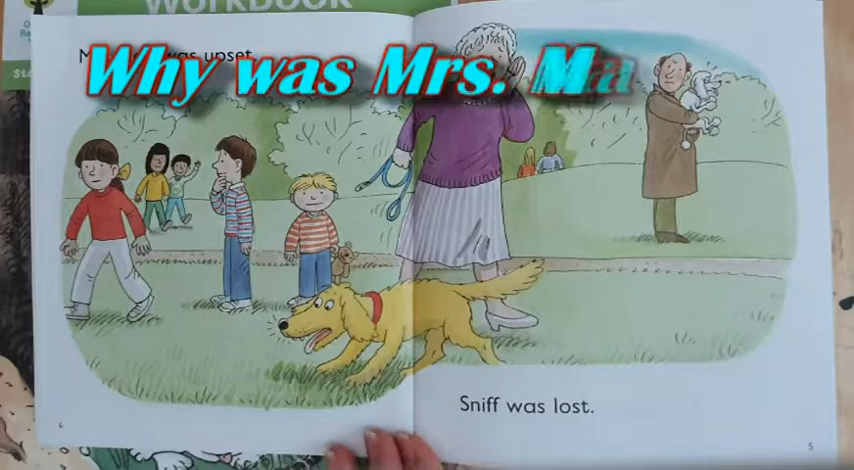 WORKBOOK
was upset.
Why was Mrs. Ma
Sniff was lost.
5